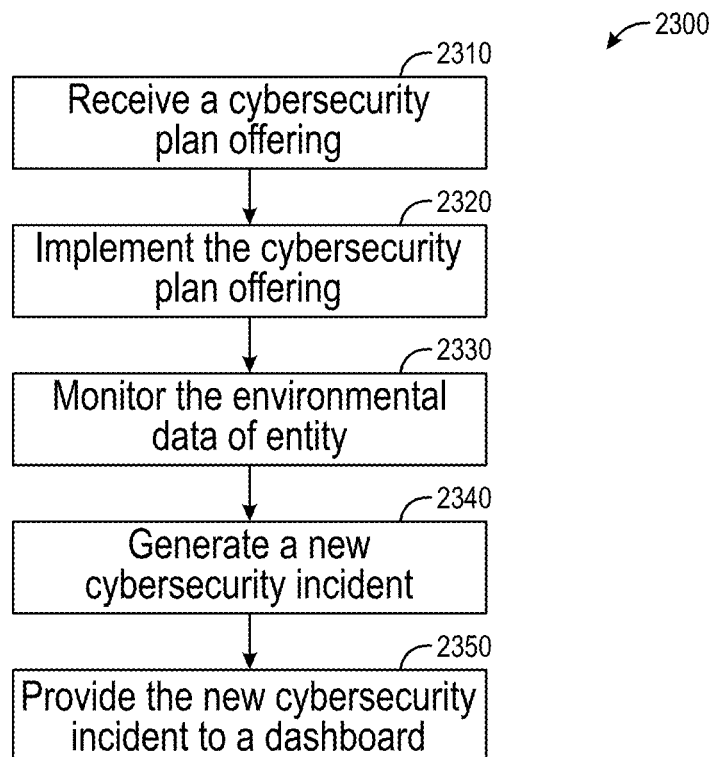 2300
2310
Receive a cybersecurity
plan offering
2320
Implement the cybersecurity
plan offering
2330
Monitor the environmental
data of entity
2340
Generate a new
cybersecurity incident
2350
Provide the new cybersecurity
incident to a dashboard